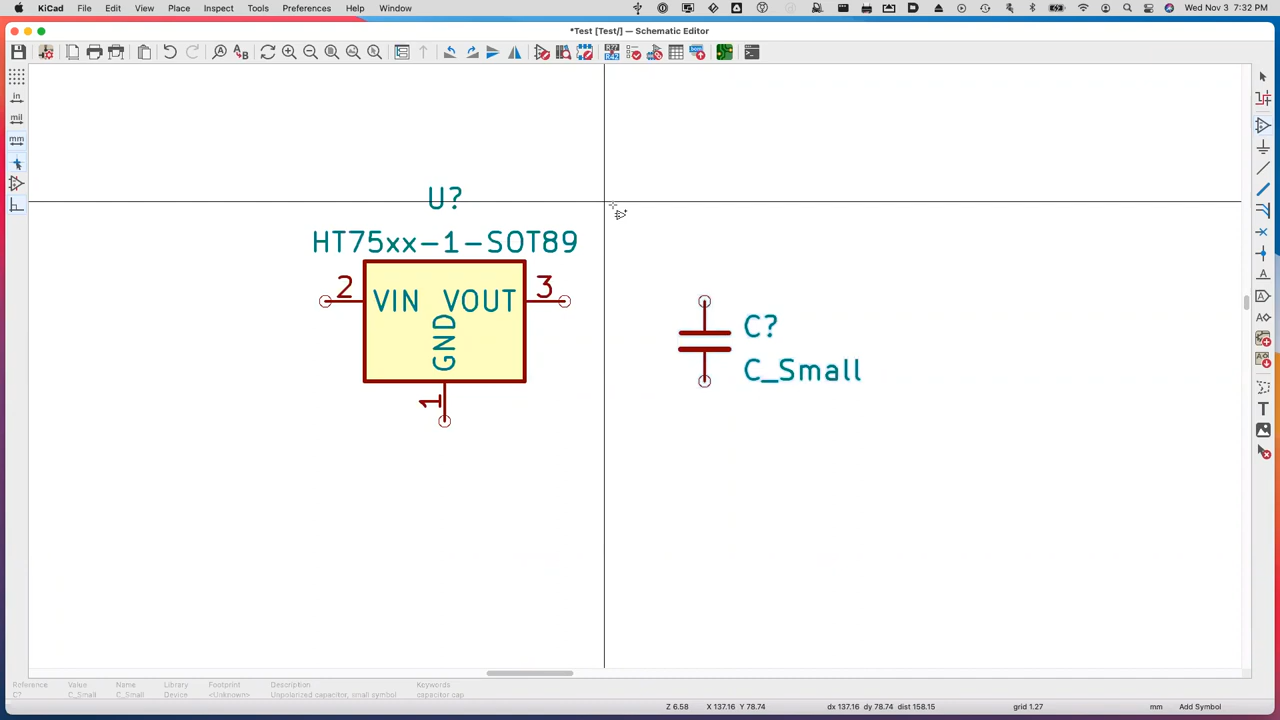 KiCad File Edit View Place Inspect Tools Preferences Help Window
Wed Nov 3 7:32 PM
*Test [Test/] — Schematic Editor
in
mil
mm
U?
HT75xx-1-SOT89
2 VIN VOUT 3
GND
1
C?
C_Small
Reference Value Name Library Footprint Description Keywords
C? C_Small C_Small Device <Unknown> Unpolarized capacitor, small symbol capacitor cap
Z 6.58 X 137.16 Y 78.74 dx 137.16 dy 78.74 dist 158.15 grid 1.27 mm Add Symbol